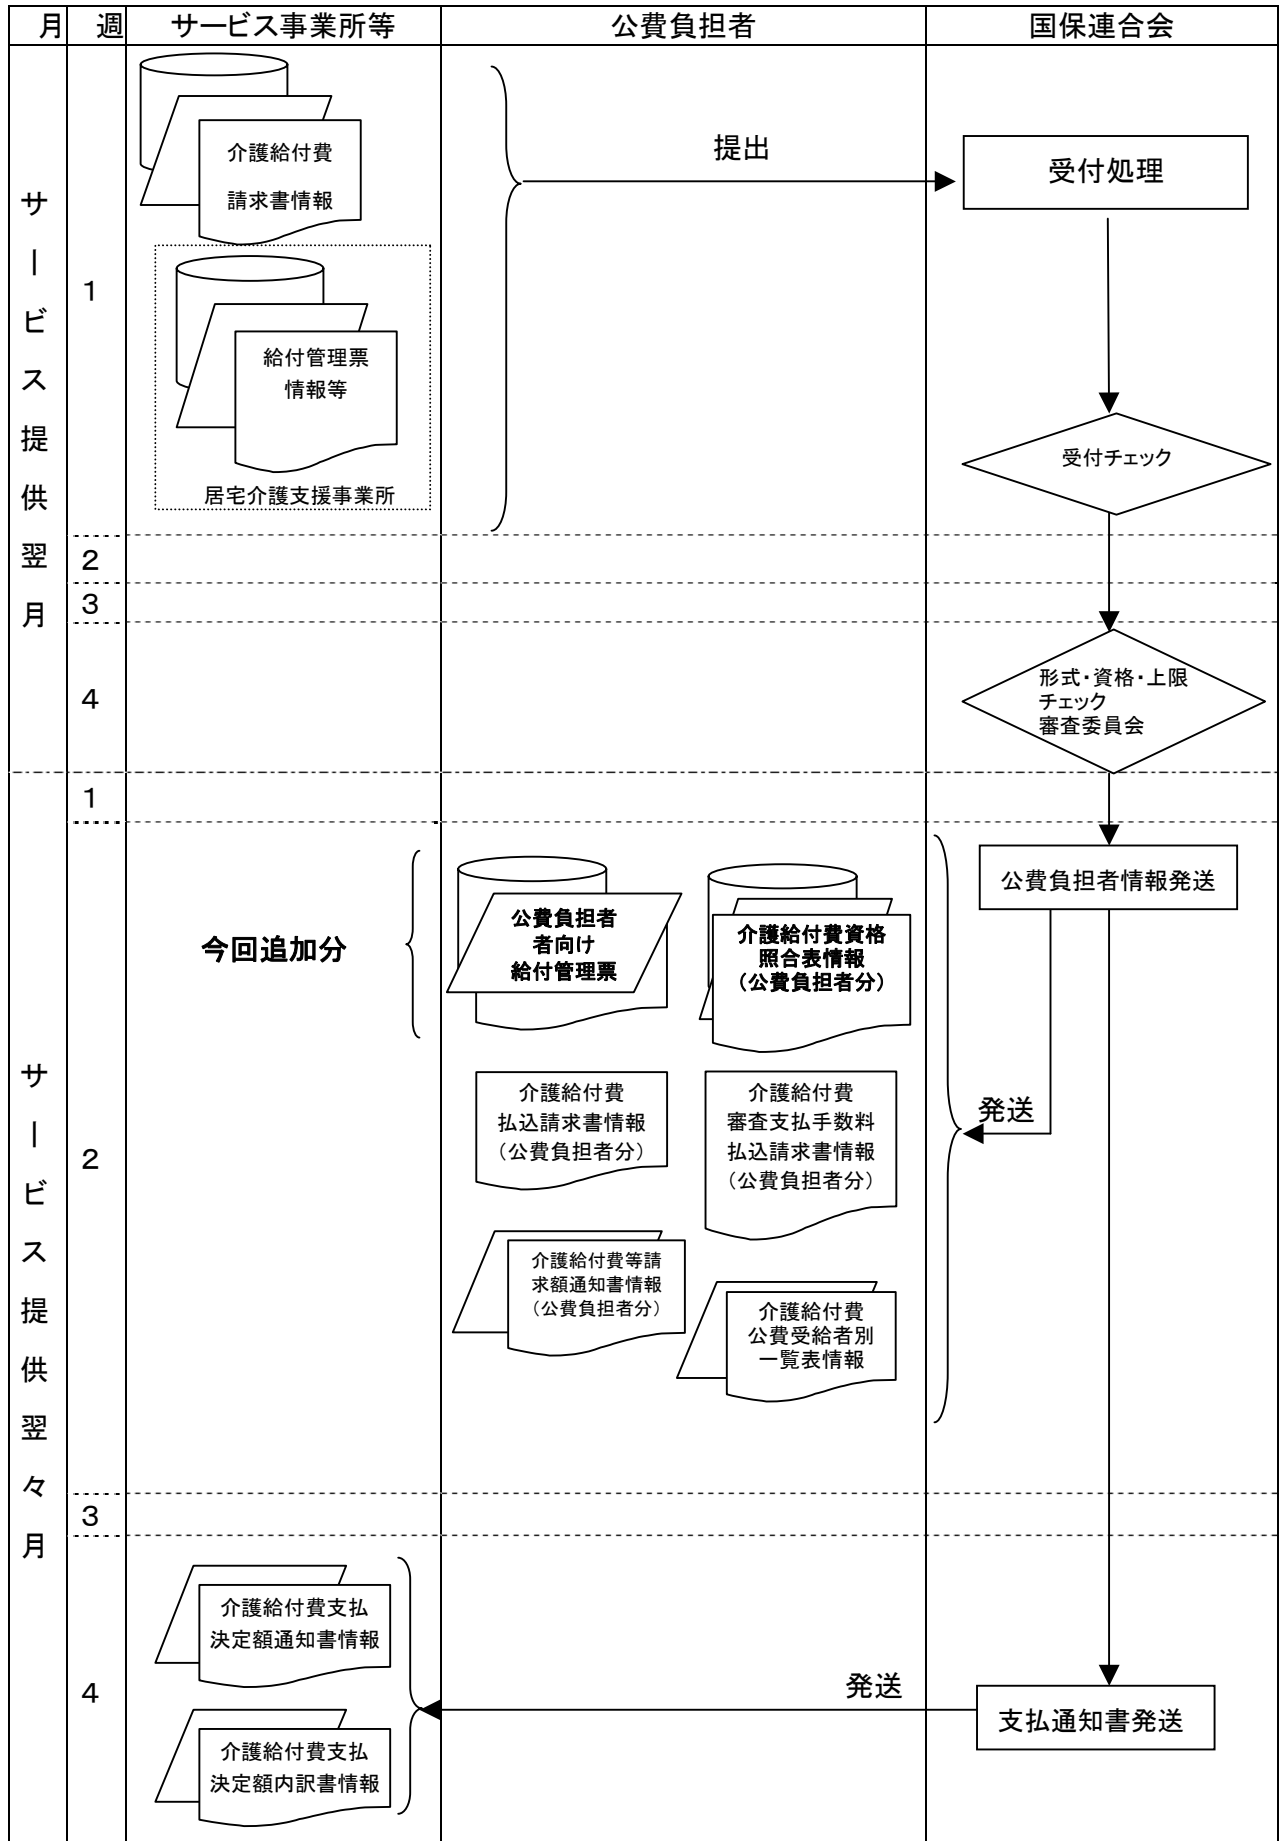 月 週 サービス事業所等 公費負担者 国保連合会
サービス提供翌月
1
介護給付費
請求書情報
提出
受付処理
給付管理票
情報等
居宅介護支援事業所
受付チェック
2
3
4
形式・資格・上限
チェック
審査委員会
サービス提供翌々月
1
2
今回追加分
公費負担者
者向け
給付管理票
介護給付費資格
照合表情報
（公費負担者分）
公費負担者情報発送
介護給付費
払込請求書情報
（公費負担者分）
介護給付費
審査支払手数料
払込請求書情報
（公費負担者分）
発送
介護給付費等請
求額通知書情報
（公費負担者分）
介護給付費
公費受給者別
一覧表情報
3
4
介護給付費支払
決定額通知書情報
発送
支払通知書発送
介護給付費支払
決定額内訳書情報